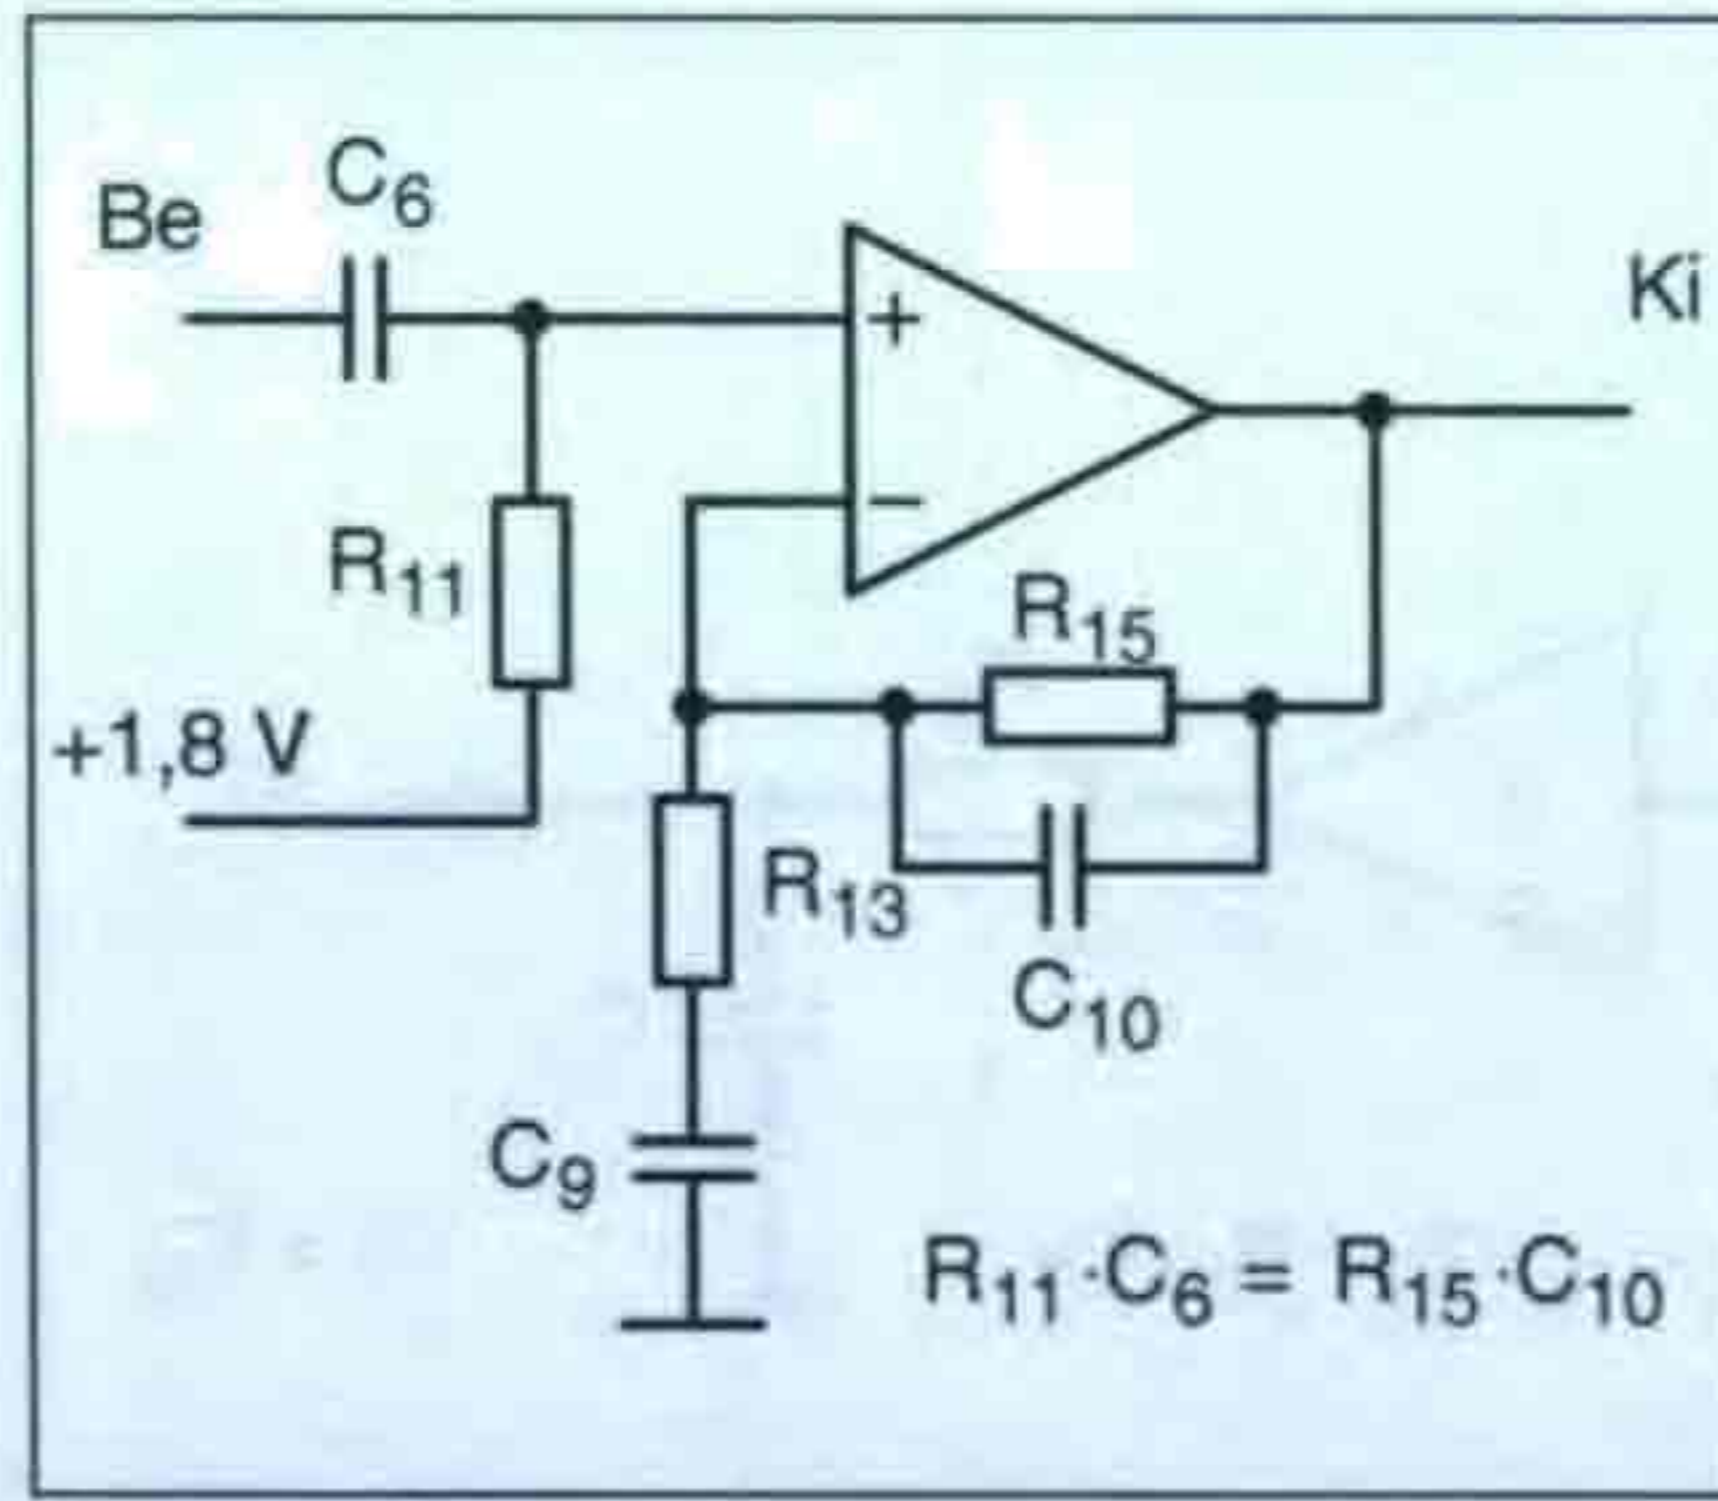 Be
C₆
Ki
+
−
R₁₁
R₁₅
+1,8 V
R₁₃
C₁₀
C₉
R₁₁·C₆ = R₁₅·C₁₀